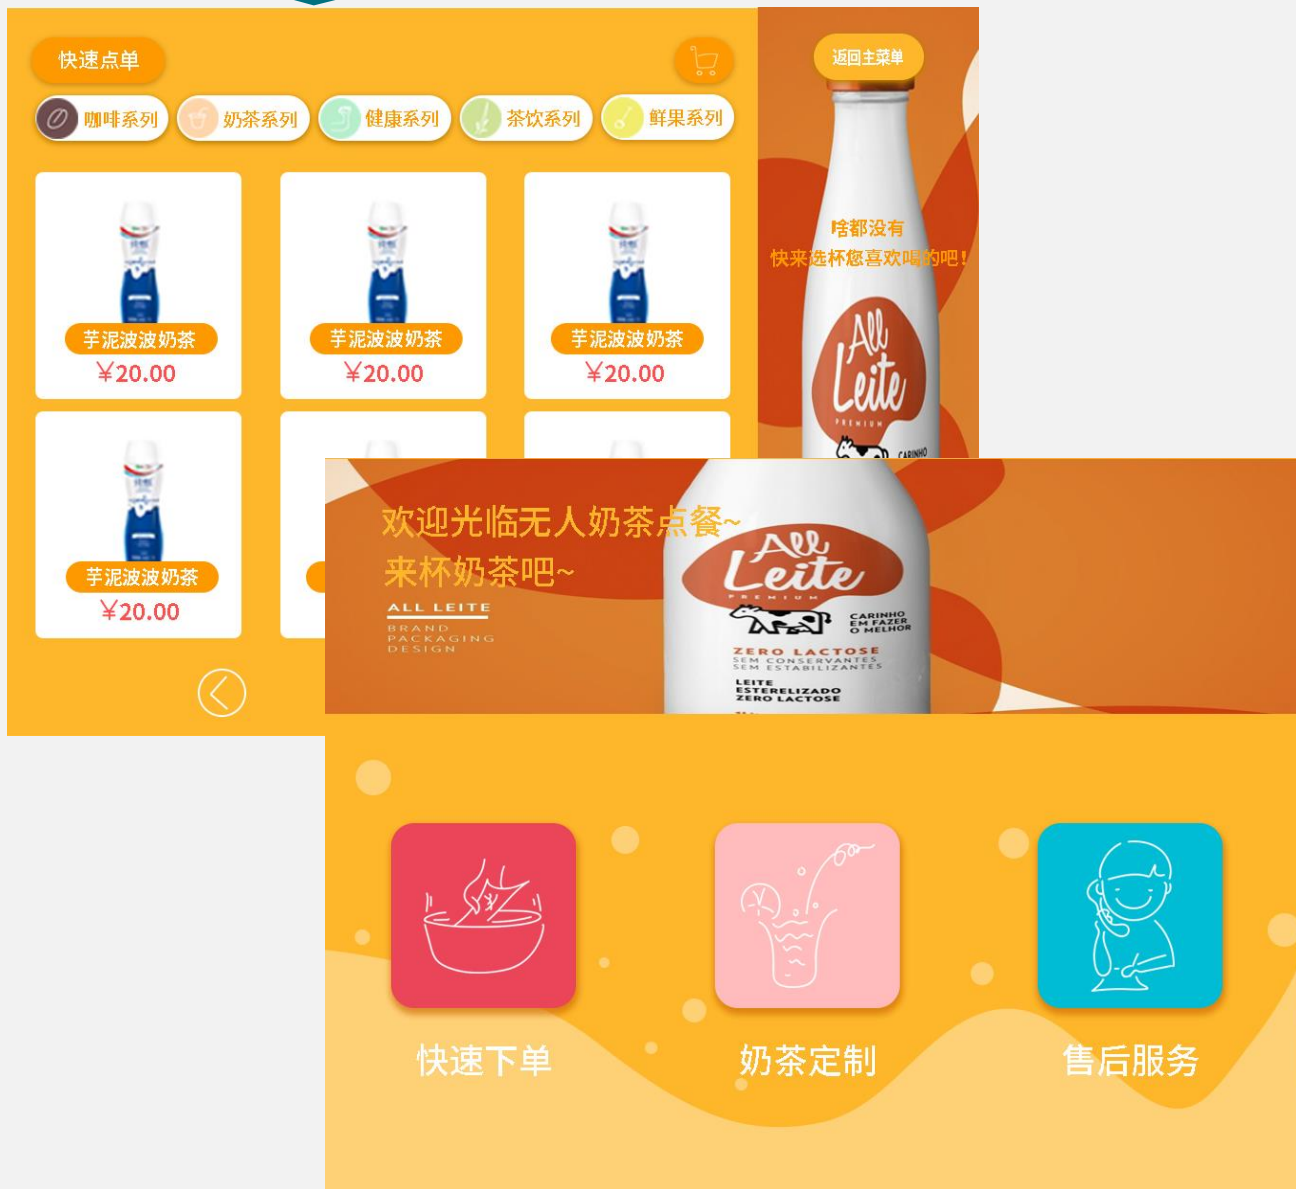 快速点单
返回主菜单
咖啡系列
奶茶系列
健康系列
茶饮系列
鲜果系列
啥都没有
快来选杯您喜欢喝的吧!
芋泥波波奶茶
芋泥波波奶茶
芋泥波波奶茶
¥20.00
¥20.00
¥20.00
All
Leite
PREMIUM
CARINHO
芋泥波波奶茶
¥20.00
欢迎光临无人奶茶点餐~
来杯奶茶吧~
ALL LEITE
BRAND
PACKAGING
DESIGN
All
Leite
PREMIUM
CARINHO
EM FAZER
O MELHOR
ZERO LACTOSE
SEM CONSERVANTES
SEM ESTABILIZANTES
LEITE
ESTERELIZADO
ZERO LACTOSE
快速下单
奶茶定制
售后服务